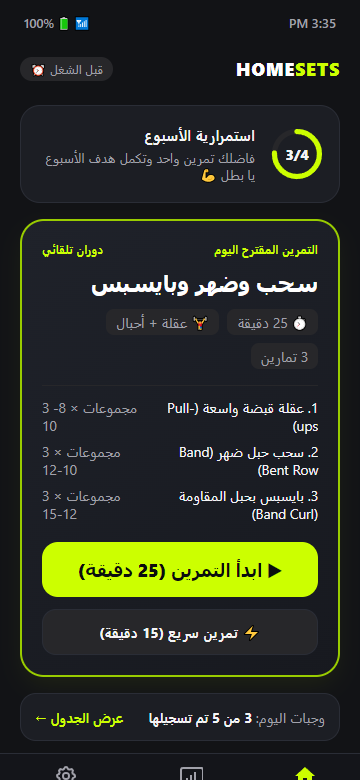 3:35 PM
100%
HOMESETS
قبل الشغل
استمرارية الأسبوع
فاضلك تمرين واحد وتكمل هدف الأسبوع
يا بطل
3/4
التمرين المقترح اليوم
دوران تلقائي
سحب وضهر وبايسبس
25 دقيقة
عقلة + أحبال
3 تمارين
1. عقلة قبضة واسعة (Pull-
ups)
3 مجموعات × 8-
10
2. سحب حبل ضهر (Band
Bent Row)
3 مجموعات ×
10-12
3. بايسبس بحبل المقاومة
(Band Curl)
3 مجموعات ×
12-15
ابدأ التمرين (25 دقيقة)
تمرين سريع (15 دقيقة)
وجبات اليوم: 3 من 5 تم تسجيلها
عرض الجدول ←